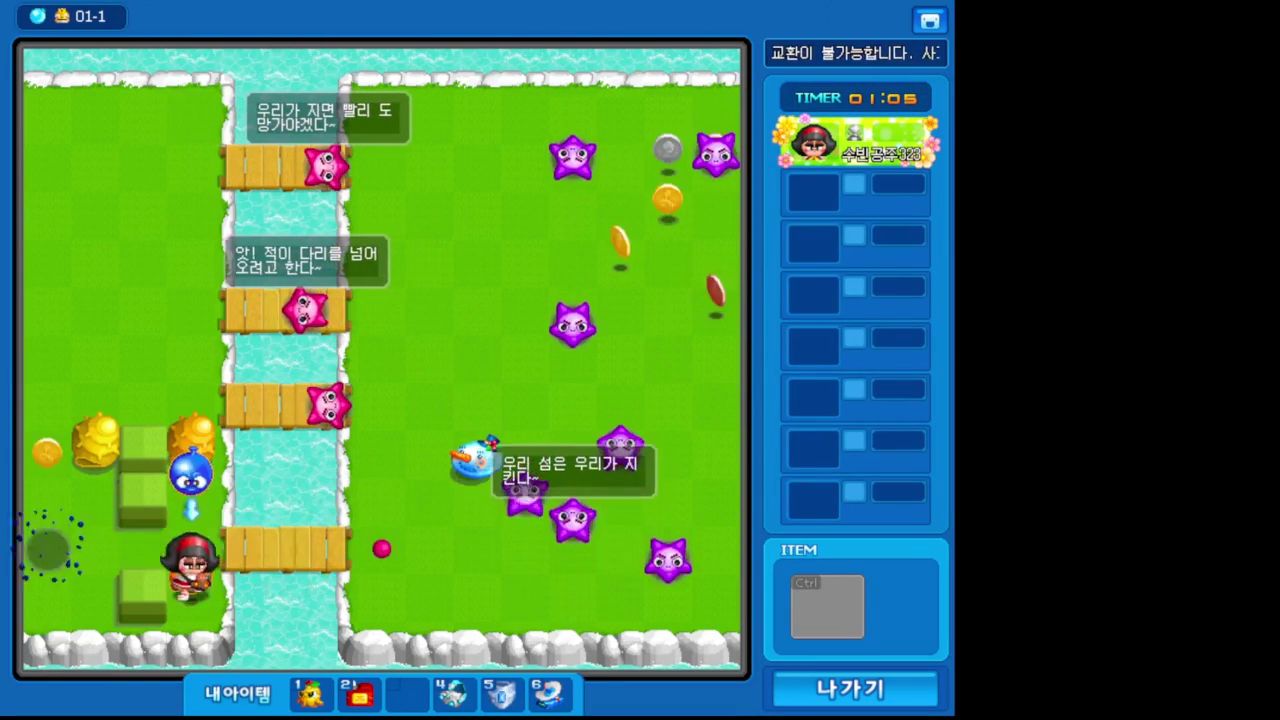 01-1
교환이 불가능합니다. 사
TIMER 01:05
수빈공주023
우리가 지면 빨리 도
망가야겠다~
앗! 적이 다리를 넘어
오려고 한다~
우리 섬은 우리가 지
킨다~
ITEM
Ctrl
내아이템
1
2
4
5
6
나가기